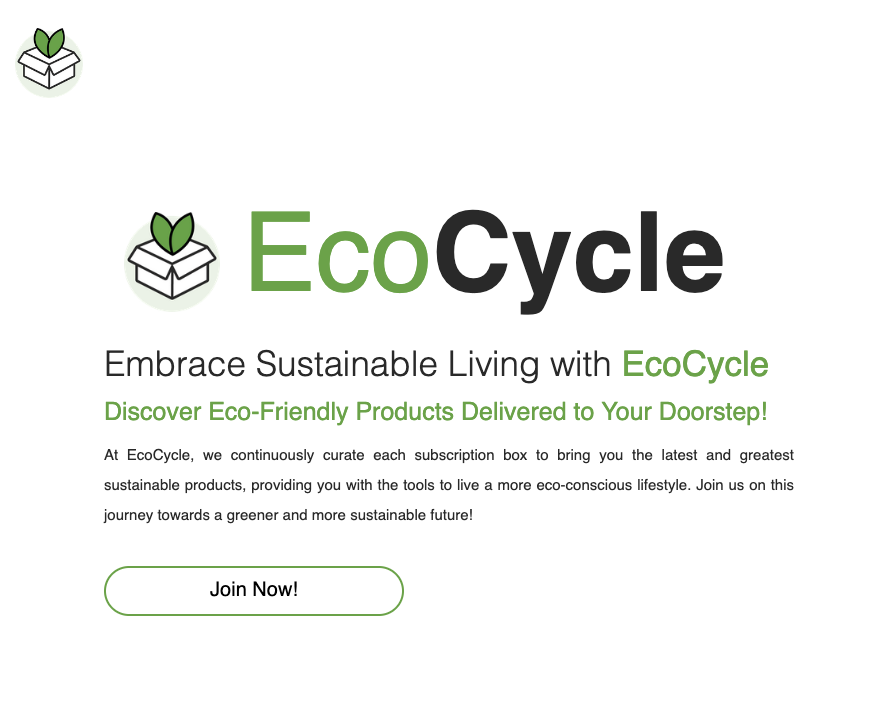 EcoCycle
Embrace Sustainable Living with EcoCycle
Discover Eco-Friendly Products Delivered to Your Doorstep!
At EcoCycle, we continuously curate each subscription box to bring you the latest and greatest
sustainable products, providing you with the tools to live a more eco-conscious lifestyle. Join us on this
journey towards a greener and more sustainable future!
Join Now!